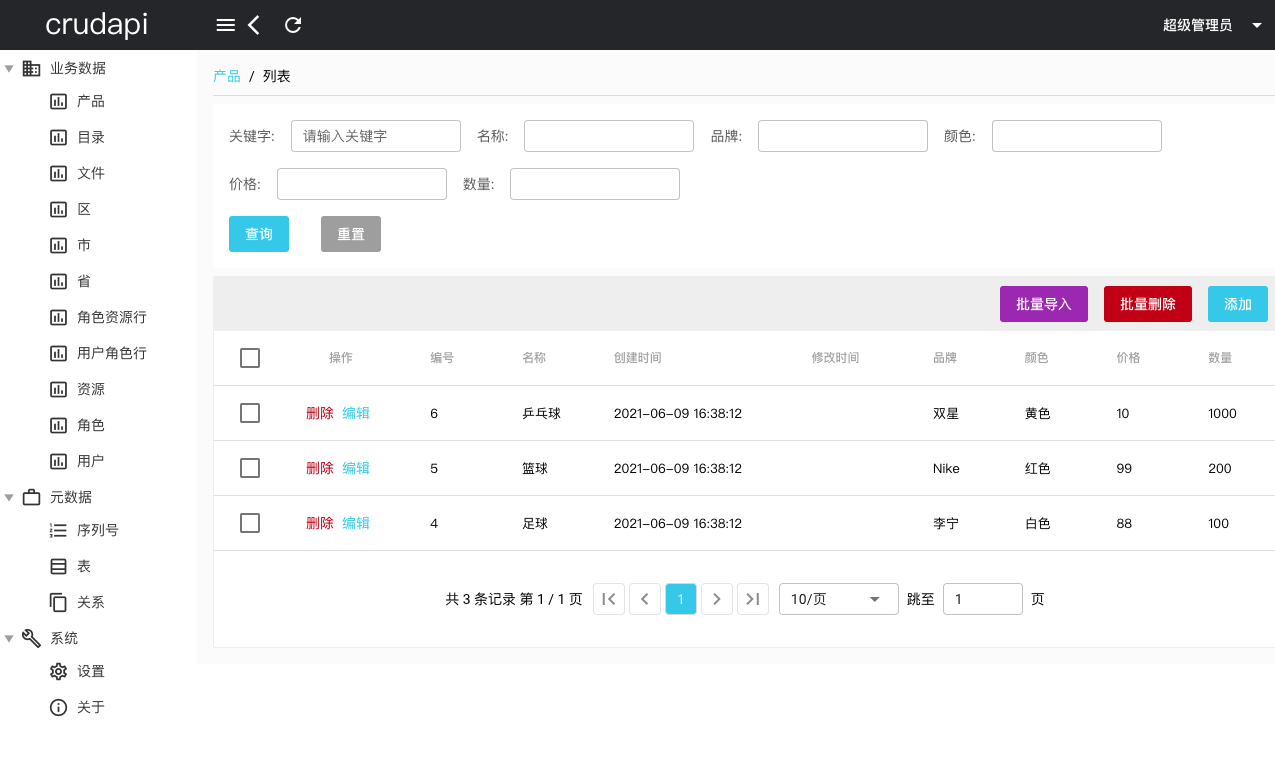 crudapi
超级管理员
业务数据
产品
目录
文件
区
市
省
角色资源行
用户角色行
资源
角色
用户
元数据
序列号
表
关系
系统
设置
关于
产品 / 列表
关键字: 请输入关键字 名称: 品牌: 颜色:
价格: 数量:
查询 重置
批量导入 批量删除 添加
操作 编号 名称 创建时间 修改时间 品牌 颜色 价格 数量
删除 编辑 6 乒乓球 2021-06-09 16:38:12 双星 黄色 10 1000
删除 编辑 5 篮球 2021-06-09 16:38:12 Nike 红色 99 200
删除 编辑 4 足球 2021-06-09 16:38:12 李宁 白色 88 100
共 3 条记录 第 1 / 1 页 1 10/页 跳至 1 页